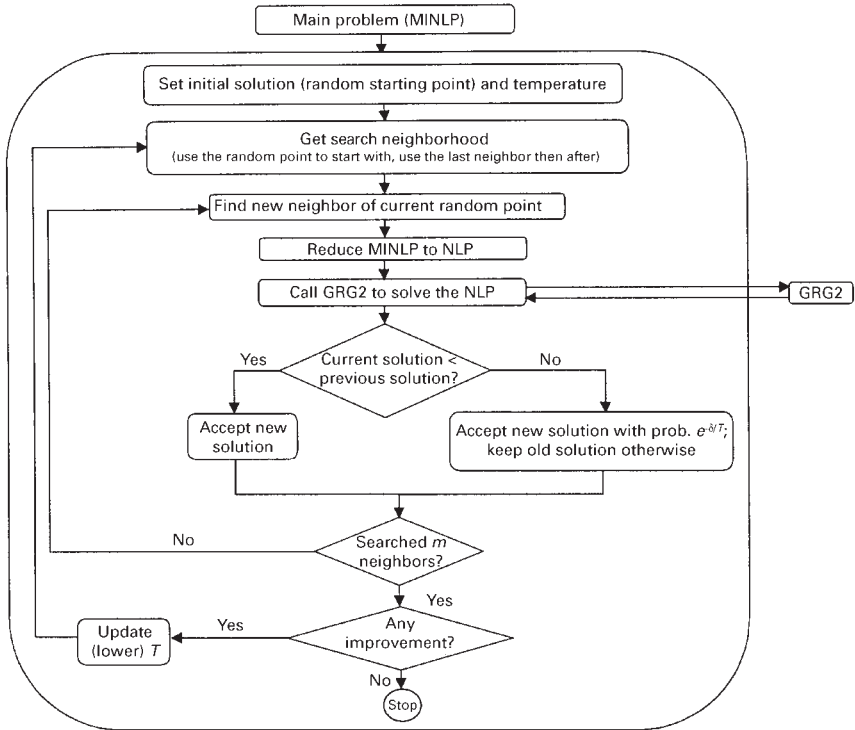 Main problem (MINLP)
Set initial solution (random starting point) and temperature
Get search neighborhood
(use the random point to start with, use the last neighbor then after)
Find new neighbor of current random point
Reduce MINLP to NLP
Call GRG2 to solve the NLP
GRG2
Current solution <
previous solution?
Yes
No
Accept new
solution
Accept new solution with prob. e^-δ/T;
keep old solution otherwise
Searched m
neighbors?
No
Yes
Any
improvement?
Yes
Update
(lower) T
No
Stop